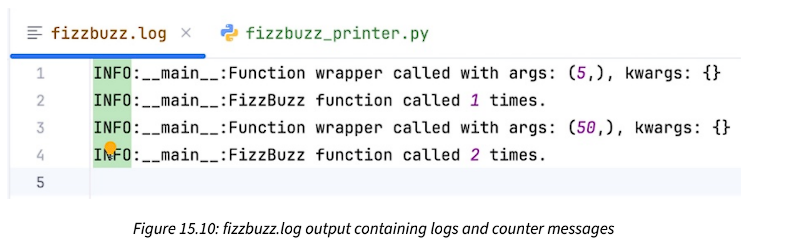 fizzbuzz.log × fizzbuzz_printer.py
1 INFO:__main__:Function wrapper called with args: (5,), kwargs: {}
2 INFO:__main__:FizzBuzz function called 1 times.
3 INFO:__main__:Function wrapper called with args: (50,), kwargs: {}
4 INFO:__main__:FizzBuzz function called 2 times.
5
Figure 15.10: fizzbuzz.log output containing logs and counter messages